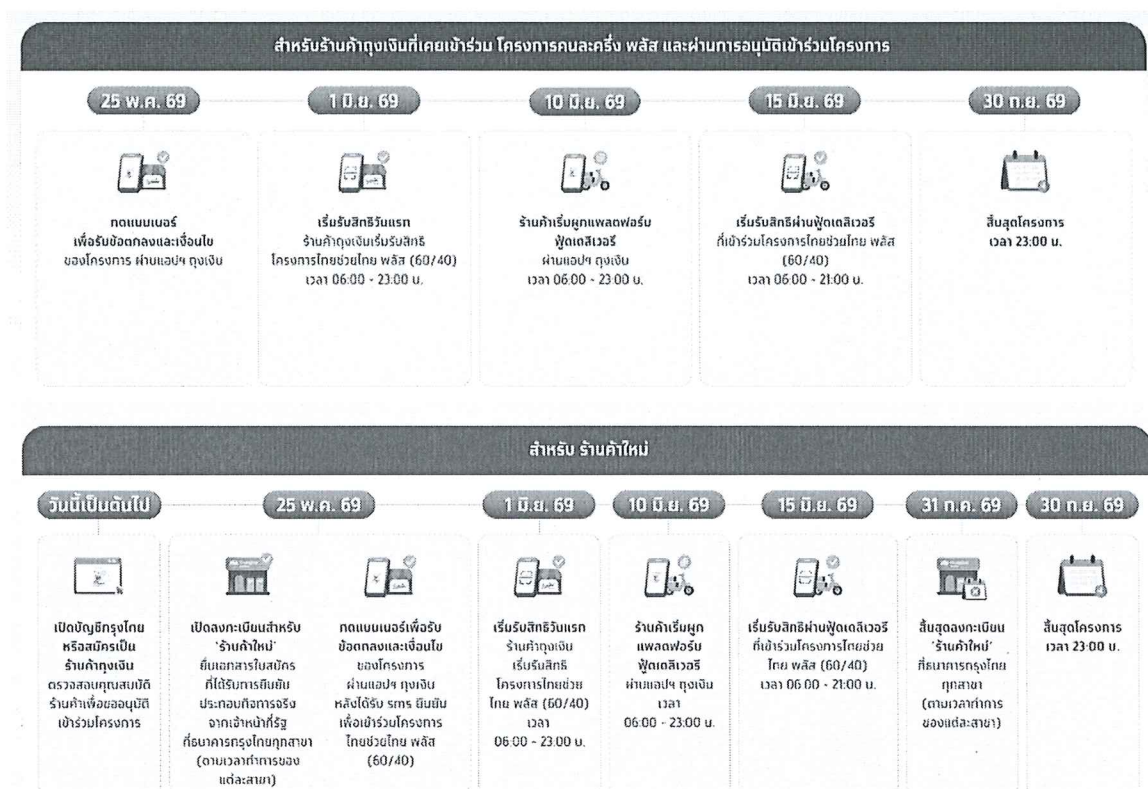 สำหรับร้านค้าถุงเงินที่เคยเข้าร่วม โครงการคนละครึ่ง พลัส และผ่านการอนุมัติเข้าร่วมโครงการ
25 พ.ค. 69
1 มิ.ย. 69
10 มิ.ย. 69
15 มิ.ย. 69
30 ก.ย. 69
กดแบนเนอร์
เพื่อรับข้อตกลงและเงื่อนไข
ของโครงการ ผ่านแอปฯ ถุงเงิน
เริ่มรับสิทธิวันแรก
ร้านค้าถุงเงินเริ่มรับสิทธิ
โครงการไทยช่วยไทย พลัส (60/40)
เวลา 06:00 - 23:00 น.
ร้านค้าเริ่มผูกแพลตฟอร์ม
ฟู้ดเดลิเวอรี
ผ่านแอปฯ ถุงเงิน
เวลา 06:00 - 23:00 น.
เริ่มรับสิทธิผ่านฟู้ดเดลิเวอรี
ที่เข้าร่วมโครงการไทยช่วยไทย พลัส
(60/40)
เวลา 06:00 - 21:00 น.
สิ้นสุดโครงการ
เวลา 23:00 น.
สำหรับ ร้านค้าใหม่
วันนี้เป็นต้นไป
25 พ.ค. 69
1 มิ.ย. 69
10 มิ.ย. 69
15 มิ.ย. 69
31 ก.ค. 69
30 ก.ย. 69
เปิดบัญชีกรุงไทย
หรือสมัครเป็น
ร้านค้าถุงเงิน
ตรวจสอบคุณสมบัติ
ร้านค้าเพื่อขออนุมัติ
เข้าร่วมโครงการ
เปิดลงทะเบียนสำหรับ
'ร้านค้าใหม่'
ยื่นเอกสารใบสมัคร
ที่ได้รับการยืนยัน
ประกอบกิจการจริง
จากเจ้าหน้าที่รัฐ
ที่ธนาคารกรุงไทยทุกสาขา
(ตามเวลาทำการของ
แต่ละสาขา)
กดแบนเนอร์เพื่อรับ
ข้อตกลงและเงื่อนไข
ของโครงการ
ผ่านแอปฯ ถุงเงิน
หลังได้รับ sms ยืนยัน
เพื่อเข้าร่วมโครงการ
ไทยช่วยไทย พลัส
(60/40)
เริ่มรับสิทธิวันแรก
ร้านค้าถุงเงิน
เริ่มรับสิทธิ
โครงการไทยช่วย
ไทย พลัส (60/40)
เวลา
06:00 - 23:00 น.
ร้านค้าเริ่มผูก
แพลตฟอร์ม
ฟู้ดเดลิเวอรี
ผ่านแอปฯ ถุงเงิน
เวลา
06:00 - 23:00 น.
เริ่มรับสิทธิผ่านฟู้ดเดลิเวอรี
ที่เข้าร่วมโครงการไทยช่วย
ไทย พลัส (60/40)
เวลา 06:00 - 21:00 น.
สิ้นสุดลงทะเบียน
'ร้านค้าใหม่'
ที่ธนาคารกรุงไทย
ทุกสาขา
(ตามเวลาทำการ
ของแต่ละสาขา)
สิ้นสุดโครงการ
เวลา 23:00 น.